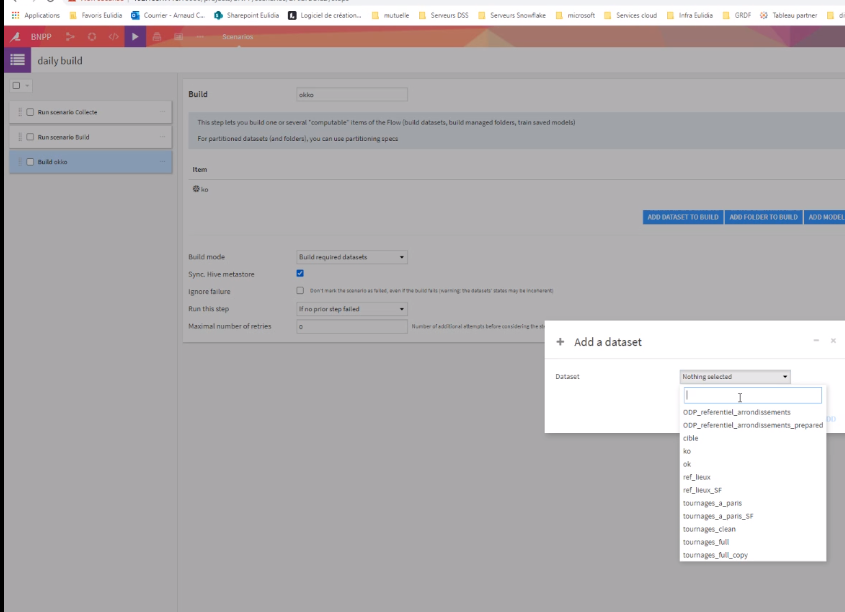 Applications Favoris Eulidia Courrier - Arnaud C... Sharepoint Eulidia Logiciel de création... mutuelle Serveurs DSS Serveurs Snowflake microsoft Services cloud Infra Eulidia GRDF Tableau partner
BNPP Scenarios
daily build
Run scenario Collecte
Run scenario Build
Build okko
Build okko
This step lets you build one or several "computable" items of the Flow (build datasets, build managed folders, train saved models)
For partitioned datasets (and folders), you can use partitioning specs
Item
ko
ADD DATASET TO BUILD ADD FOLDER TO BUILD ADD MODEL
Build mode Build required datasets
Sync. Hive metastore
Ignore failure Don't mark the scenario as failed, even if the build fails (warning: the datasets' states may be incoherent)
Run this step If no prior step failed
Maximal number of retries 0 Number of additional attempts before considering the
Add a dataset
Dataset Nothing selected
ODP_referentiel_arrondissements
ODP_referentiel_arrondissements_prepared
cible
ko
ok
ref_lieux
ref_lieux_SF
tournages_a_paris
tournages_a_paris_SF
tournages_clean
tournages_full
tournages_full_copy